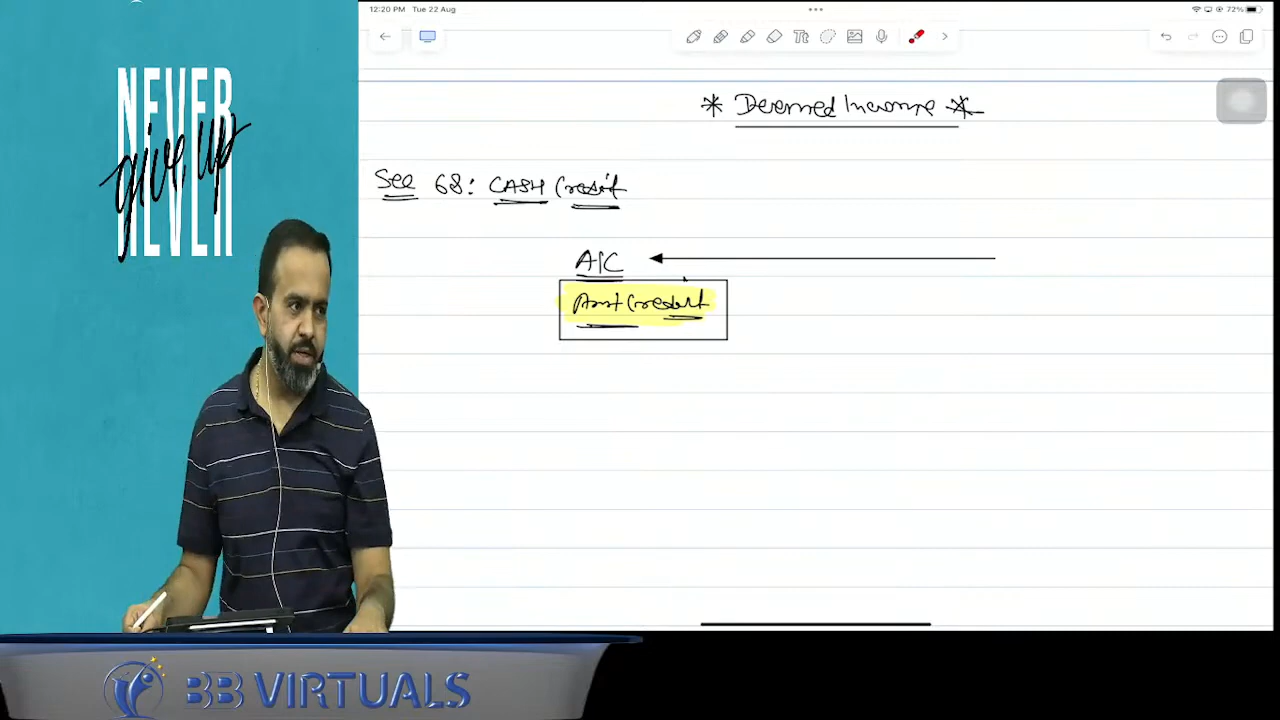 12:20 PM Tue 22 Aug
72%
NEVER
give up
NEVER
* Deemed Income *
Sec 68: CASH Credit
A/C
Amt Credit
BB VIRTUALS